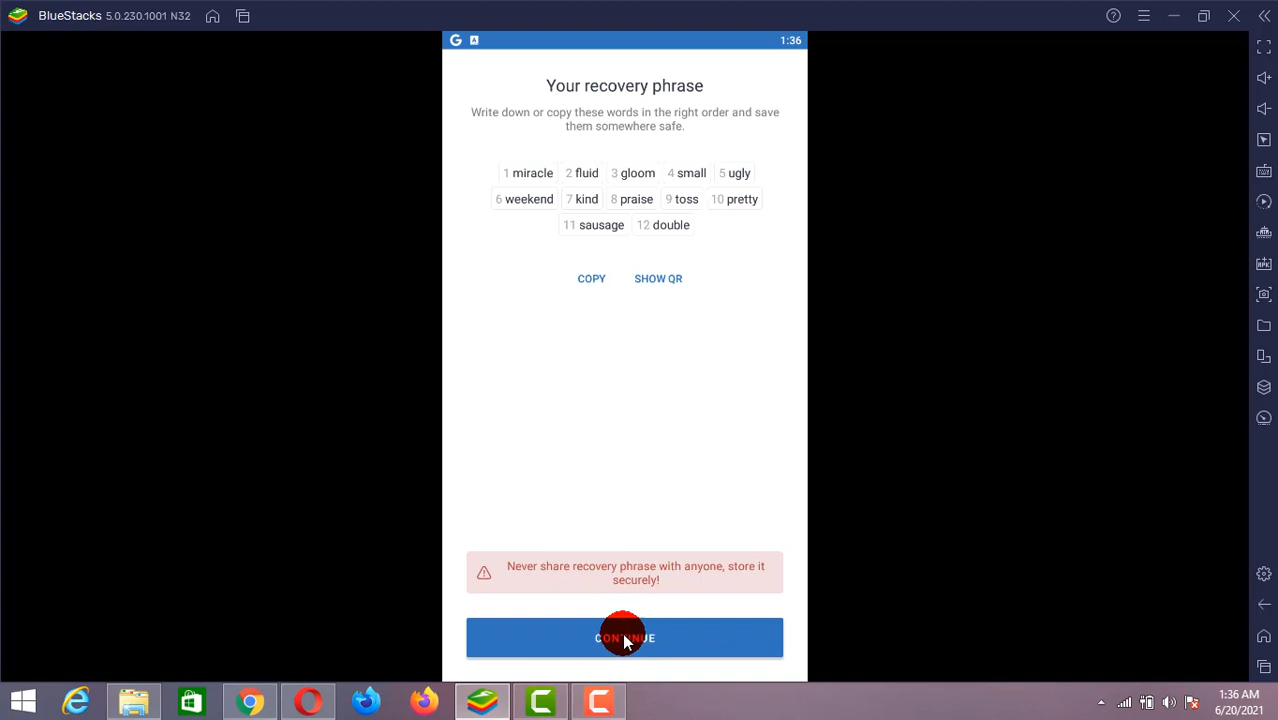 BlueStacks 5.0.230.1001 N32
1:36
Your recovery phrase
Write down or copy these words in the right order and save
them somewhere safe.
1 miracle 2 fluid 3 gloom 4 small 5 ugly
6 weekend 7 kind 8 praise 9 toss 10 pretty
11 sausage 12 double
COPY SHOW QR
Never share recovery phrase with anyone, store it
securely!
CONTINUE
1:36 AM
6/20/2021